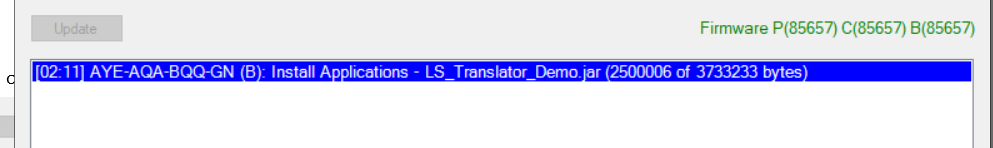 Update
Firmware P(85657) C(85657) B(85657)
[02:11] AYE-AQA-BQQ-GN (B): Install Applications - LS_Translator_Demo.jar (2500006 of 3733233 bytes)